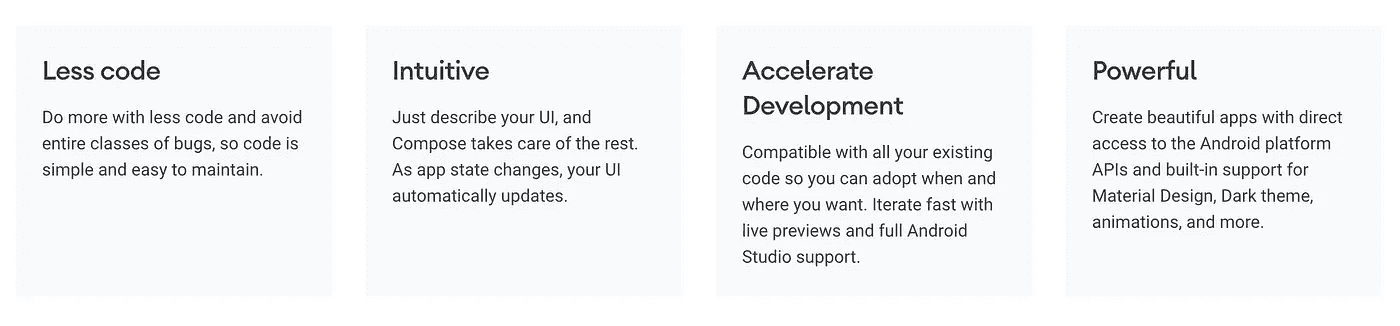 Less code
Do more with less code and avoid
entire classes of bugs, so code is
simple and easy to maintain.
Intuitive
Just describe your UI, and
Compose takes care of the rest.
As app state changes, your UI
automatically updates.
Accelerate
Development
Compatible with all your existing
code so you can adopt when and
where you want. Iterate fast with
live previews and full Android
Studio support.
Powerful
Create beautiful apps with direct
access to the Android platform
APIs and built-in support for
Material Design, Dark theme,
animations, and more.